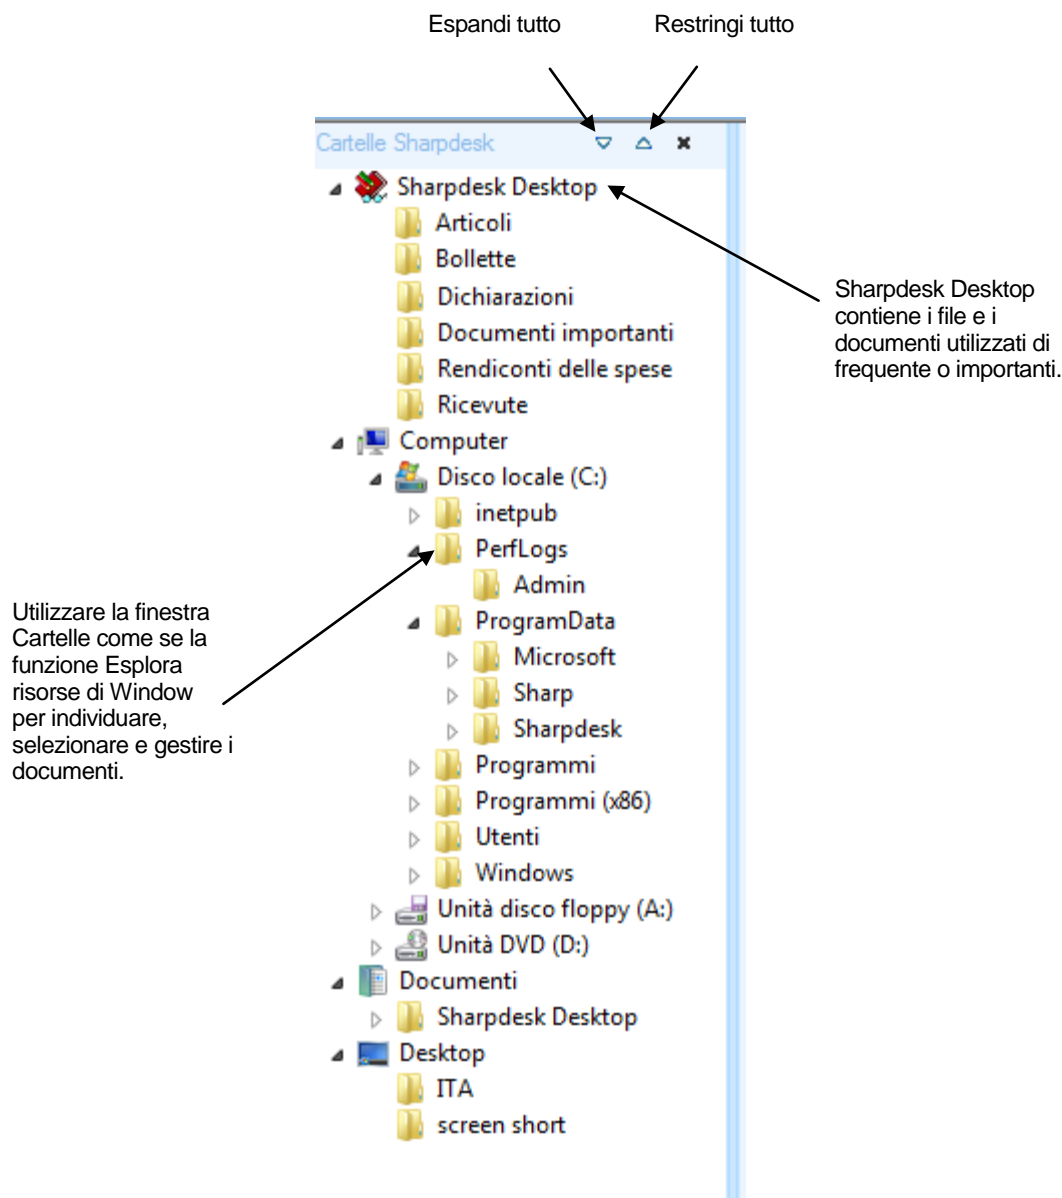 Espandi tutto
Restringi tutto
Cartelle Sharpdesk
Sharpdesk Desktop
Articoli
Bollette
Dichiarazioni
Documenti importanti
Rendiconti delle spese
Ricevute
Computer
Disco locale (C:)
inetpub
PerfLogs
Admin
ProgramData
Microsoft
Sharp
Sharpdesk
Programmi
Programmi (x86)
Utenti
Windows
Unità disco floppy (A:)
Unità DVD (D:)
Documenti
Sharpdesk Desktop
Desktop
ITA
screen short
Sharpdesk Desktop
contiene i file e i
documenti utilizzati di
frequente o importanti.
Utilizzare la finestra
Cartelle come se la
funzione Esplora
risorse di Window
per individuare,
selezionare e gestire i
documenti.